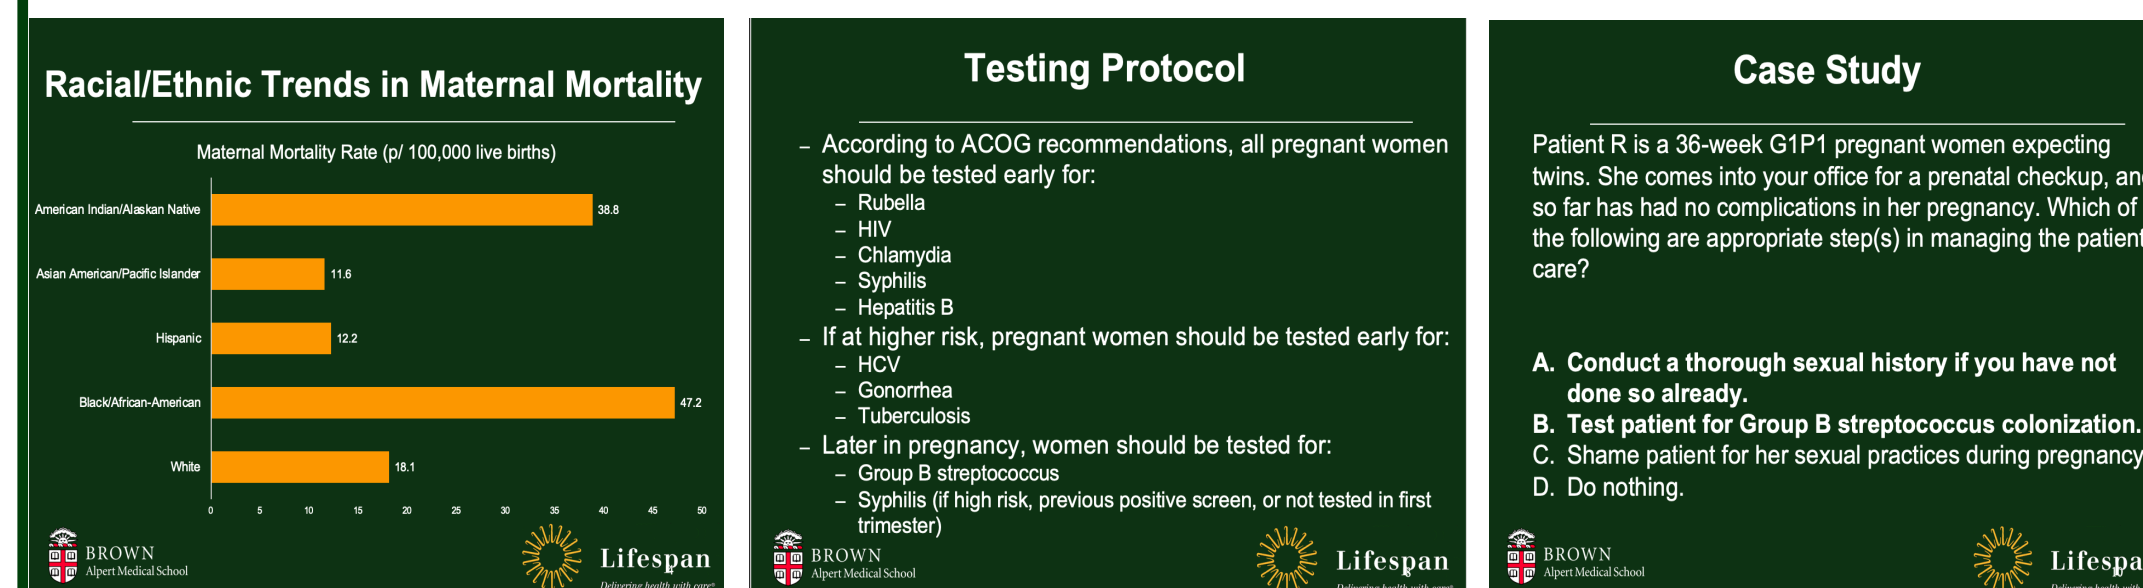 Racial/Ethnic Trends in Maternal Mortality
Maternal Mortality Rate (p/ 100,000 live births)
American Indian/Alaskan Native 38.8
Asian American/Pacific Islander 11.6
Hispanic 12.2
Black/African-American 47.2
White 18.1
0 5 10 15 20 25 30 35 40 45 50
BROWN
Alpert Medical School
Lifespan
Delivering health with care®
Testing Protocol
– According to ACOG recommendations, all pregnant women
should be tested early for:
– Rubella
– HIV
– Chlamydia
– Syphilis
– Hepatitis B
– If at higher risk, pregnant women should be tested early for:
– HCV
– Gonorrhea
– Tuberculosis
– Later in pregnancy, women should be tested for:
– Group B streptococcus
– Syphilis (if high risk, previous positive screen, or not tested in first
trimester)
BROWN
Alpert Medical School
Lifespan
Delivering health with care®
Case Study
Patient R is a 36-week G1P1 pregnant women expecting
twins. She comes into your office for a prenatal checkup, an
so far has had no complications in her pregnancy. Which of
the following are appropriate step(s) in managing the patient
care?
A. Conduct a thorough sexual history if you have not
done so already.
B. Test patient for Group B streptococcus colonization.
C. Shame patient for her sexual practices during pregnancy
D. Do nothing.
BROWN
Alpert Medical School
Lifespa